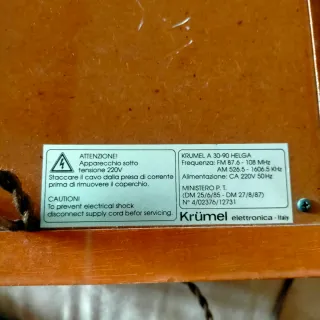 ATTENZIONE!
Apparecchio sotto
tensione 220V
Staccare il cavo dalla presa di corrente
prima di rimuovere il coperchio.
CAUTION!
To prevent electrical shock
disconnect supply cord befor servicing.
KRUMEL A 30-90 HELGA
Frequenza: FM 87.6 - 108 MHz
AM 526.5 - 1606.5 KHz
Alimentazione: CA 220V 50Hz
MINISTERO P. T.
(DM 25/6/85 - DM 27/8/87)
N° 4/02376/12731
Krümel elettronica - Italy